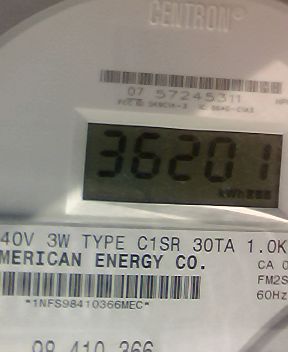 CENTRON®
07 57245311
36201
kWh
40V 3W TYPE C1SR 30TA 1.0K
MERICAN ENERGY CO. CA 0
FM2S
*1NFS98410366MEC* 60Hz
98 410 366